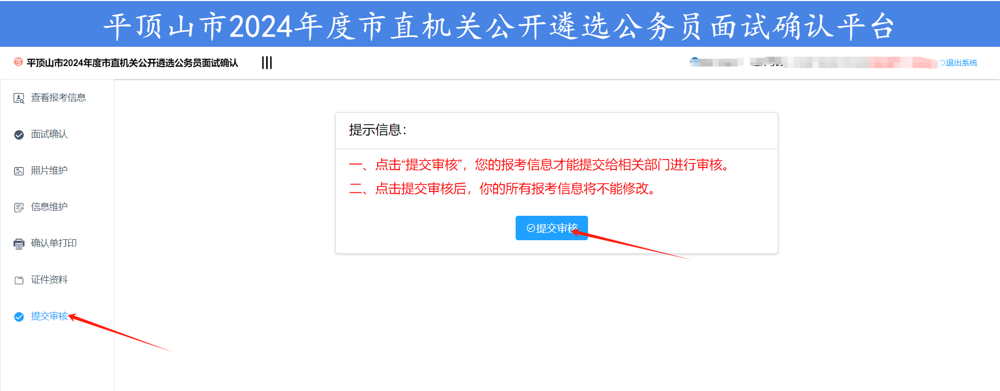 平顶山市2024年度市直机关公开遴选公务员面试确认平台
平顶山市2024年度市直机关公开遴选公务员面试确认
退出系统
查看报考信息
面试确认
照片维护
信息维护
确认单打印
证件资料
提交审核
提示信息：
一、点击“提交审核”，您的报考信息才能提交给相关部门进行审核。
二、点击提交审核后，你的所有报考信息将不能修改。
提交审核